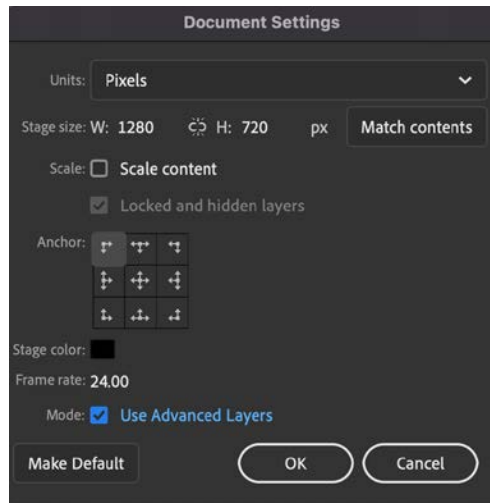 Document Settings
Units: Pixels
Stage size: W: 1280 H: 720 px Match contents
Scale: Scale content
Locked and hidden layers
Anchor:
Stage color:
Frame rate: 24.00
Mode: Use Advanced Layers
Make Default OK Cancel